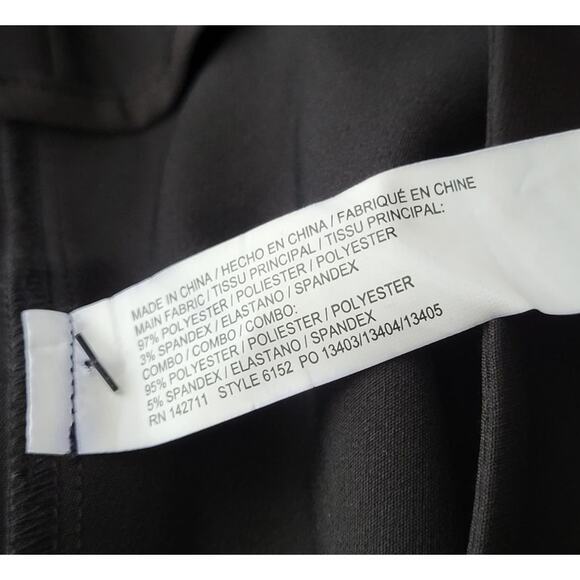 MADE IN CHINA / HECHO EN CHINA / FABRIQUÉ EN CHINE
MAIN FABRIC / TISSU PRINCIPAL / TISSU PRINCIPAL:
97% POLYESTER / POLIESTER / POLYESTER
3% SPANDEX / ELASTANO / SPANDEX
COMBO / COMBO / COMBO:
95% POLYESTER / POLIESTER / POLYESTER
5% SPANDEX / ELASTANO / SPANDEX
RN 142711 STYLE 6152 PO 13403/13404/13405